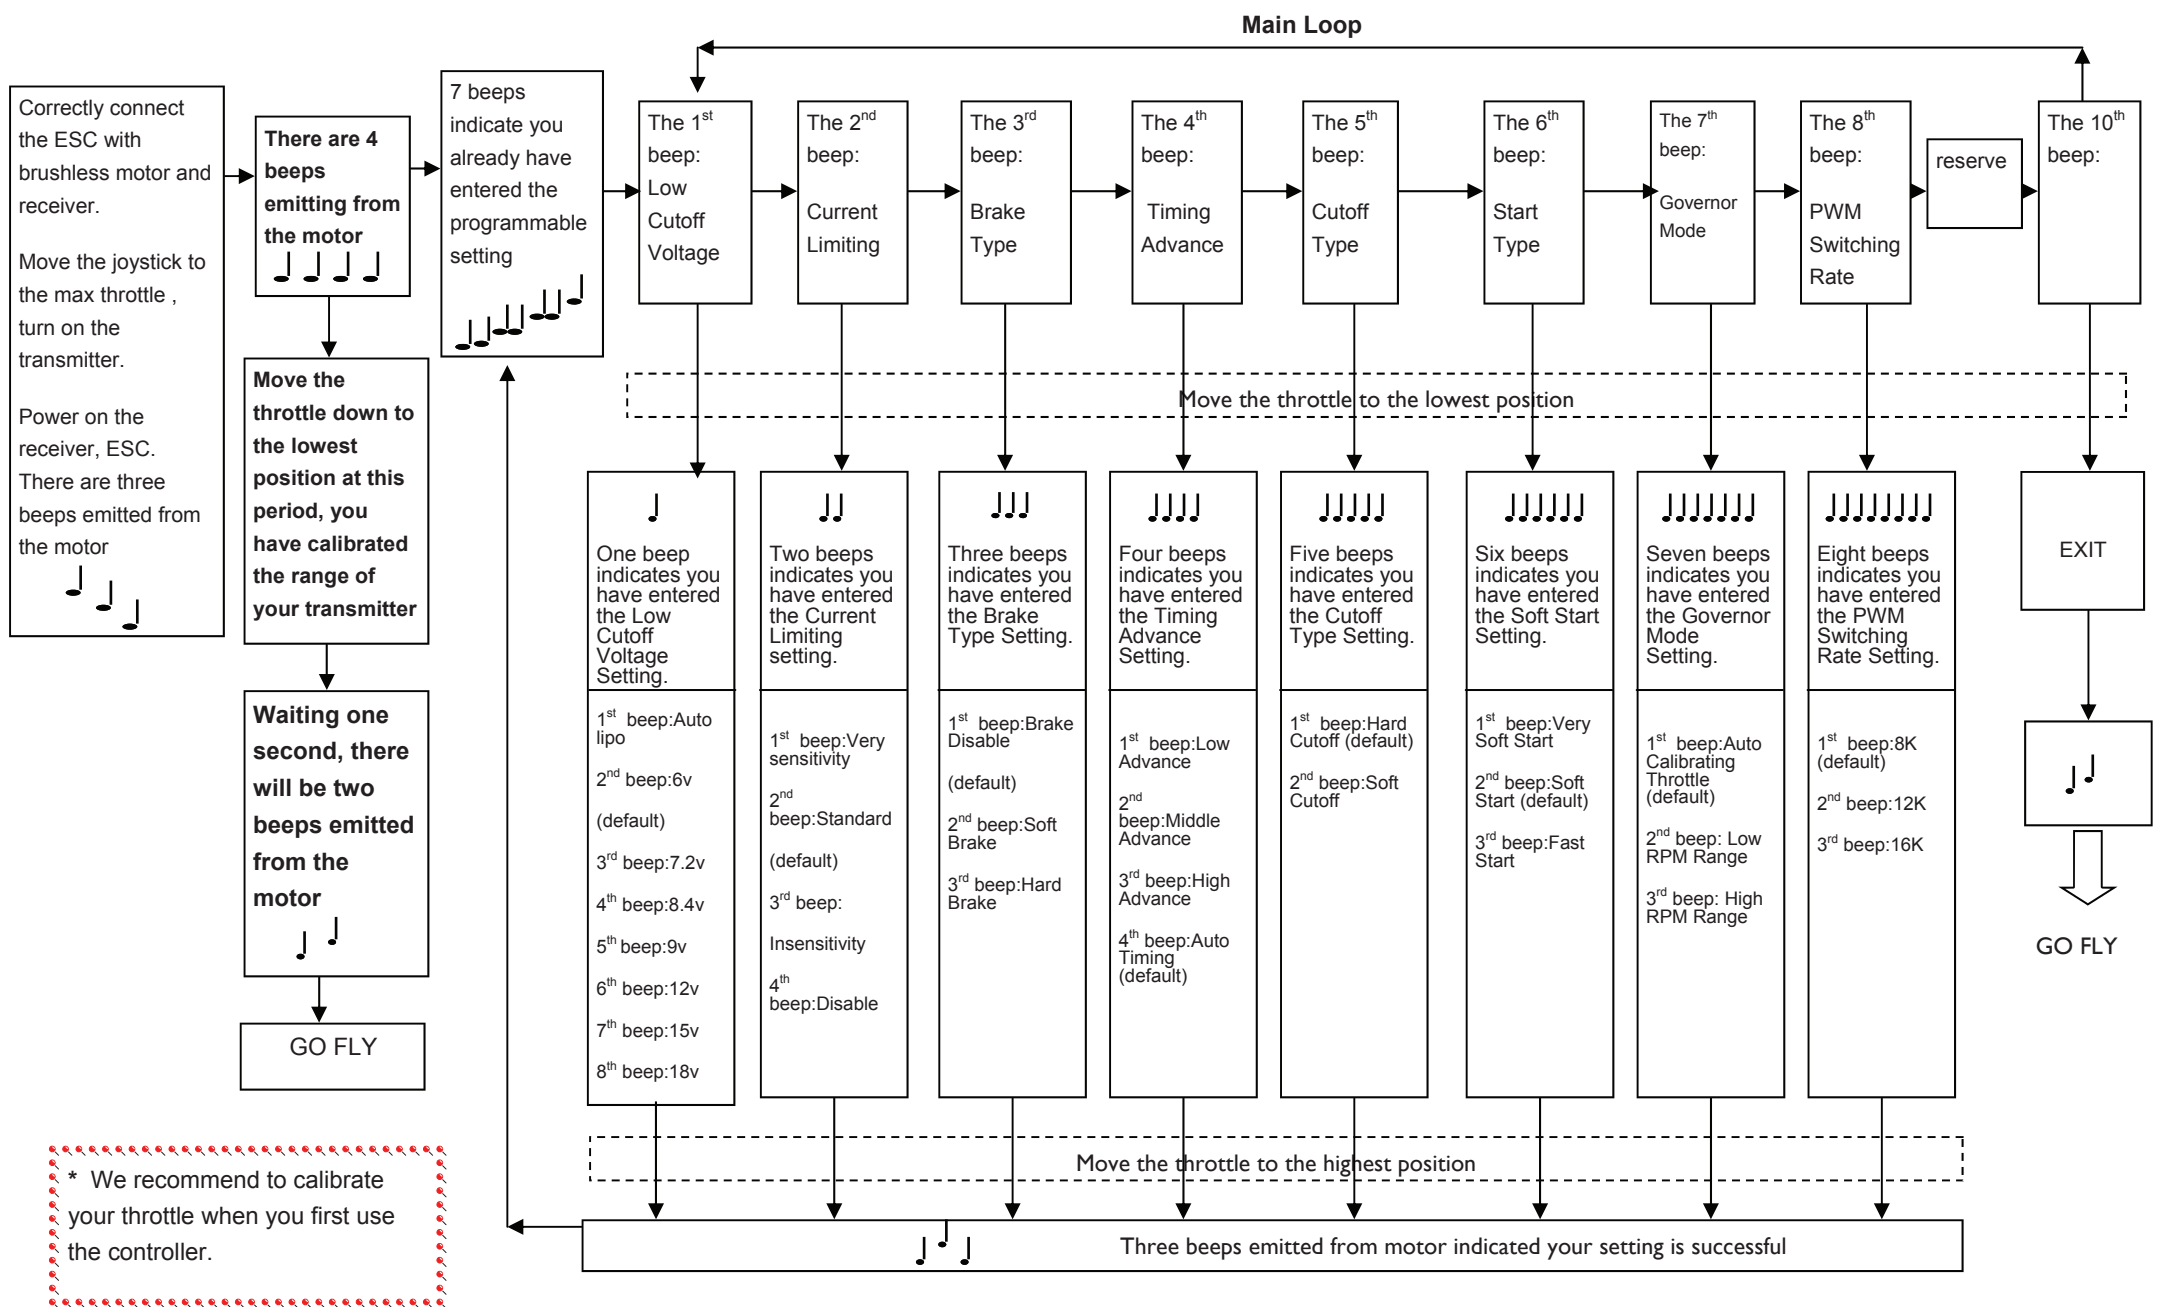 Main Loop
Correctly connect
the ESC with
brushless motor and
receiver.
Move the joystick to
the max throttle ,
turn on the
transmitter.
Power on the
receiver, ESC.
There are three
beeps emitted from
the motor
There are 4
beeps
emitting from
the motor
Move the
throttle down to
the lowest
position at this
period, you
have calibrated
the range of
your transmitter
Waiting one
second, there
will be two
beeps emitted
from the
motor
GO FLY
* We recommend to calibrate
your throttle when you first use
the controller.
7 beeps
indicate you
already have
entered the
programmable
setting
The 1st
beep:
Low
Cutoff
Voltage
The 2nd
beep:
Current
Limiting
The 3rd
beep:
Brake
Type
The 4th
beep:
Timing
Advance
The 5th
beep:
Cutoff
Type
The 6th
beep:
Start
Type
The 7th
beep:
Governor
Mode
The 8th
beep:
PWM
Switching
Rate
reserve
The 10th
beep:
Move the throttle to the lowest position
One beep
indicates you
have entered
the Low
Cutoff
Voltage
Setting.
1st beep:Auto
lipo
2nd beep:6v
(default)
3rd beep:7.2v
4th beep:8.4v
5th beep:9v
6th beep:12v
7th beep:15v
8th beep:18v
Two beeps
indicates you
have entered
the Current
Limiting
setting.
1st beep:Very
sensitivity
2nd
beep:Standard
(default)
3rd beep:
Insensitivity
4th
beep:Disable
Three beeps
indicates you
have entered
the Brake
Type Setting.
1st beep:Brake
Disable
(default)
2nd beep:Soft
Brake
3rd beep:Hard
Brake
Four beeps
indicates you
have entered
the Timing
Advance
Setting.
1st beep:Low
Advance
2nd
beep:Middle
Advance
3rd beep:High
Advance
4th beep:Auto
Timing
(default)
Five beeps
indicates you
have entered
the Cutoff
Type Setting.
1st beep:Hard
Cutoff (default)
2nd beep:Soft
Cutoff
Six beeps
indicates you
have entered
the Soft Start
Setting.
1st beep:Very
Soft Start
2nd beep:Soft
Start (default)
3rd beep:Fast
Start
Seven beeps
indicates you
have entered
the Governor
Mode
Setting.
1st beep:Auto
Calibrating
Throttle
(default)
2nd beep: Low
RPM Range
3rd beep: High
RPM Range
Eight beeps
indicates you
have entered
the PWM
Switching
Rate Setting.
1st beep:8K
(default)
2nd beep:12K
3rd beep:16K
EXIT
GO FLY
Move the throttle to the highest position
Three beeps emitted from motor indicated your setting is successful